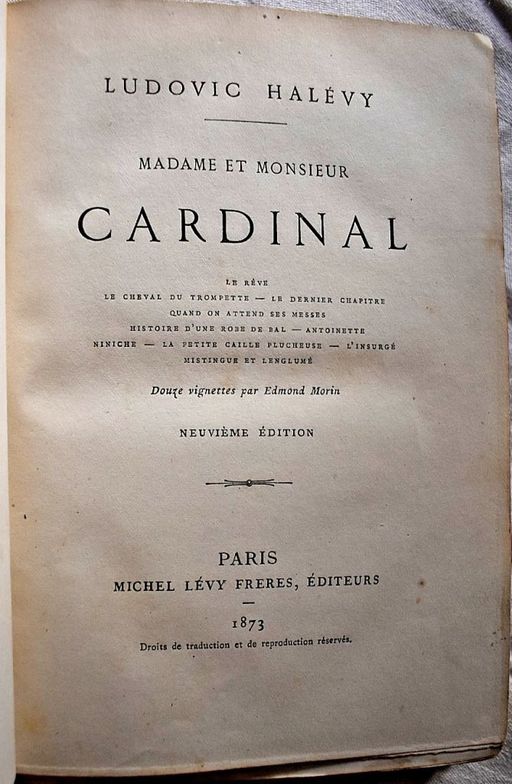 LUDOVIC HALÉVY
MADAME ET MONSIEUR
CARDINAL
LE RÊVE
LE CHEVAL DU TROMPETTE — LE DERNIER CHAPITRE
QUAND ON ATTEND SES MESSES
HISTOIRE D'UNE ROBE DE BAL — ANTOINETTE
NINICHE — LA PETITE CAILLE PLUCHEUSE — L'INSURGÉ
MISTINGUE ET LENGLUMÉ
Douze vignettes par Edmond Morin
NEUVIÈME ÉDITION
PARIS
MICHEL LÉVY FRERES, ÉDITEURS
1873
Droits de traduction et de reproduction réservés.